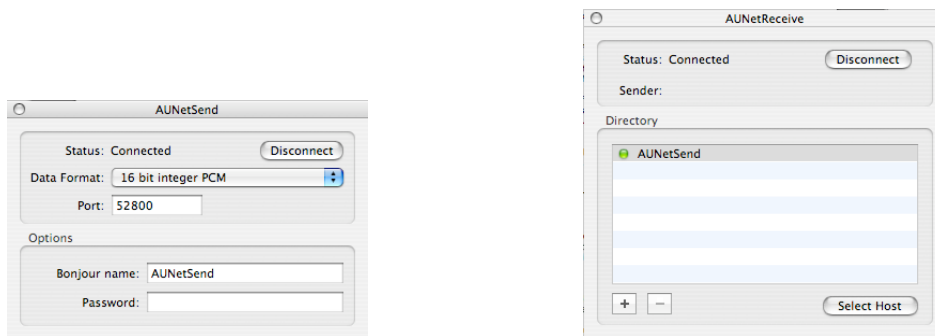 AUNetSend
Status: Connected Disconnect
Data Format: 16 bit integer PCM
Port: 52800
Options
Bonjour name: AUNetSend
Password:
AUNetReceive
Status: Connected Disconnect
Sender:
Directory
AUNetSend
+ −
Select Host